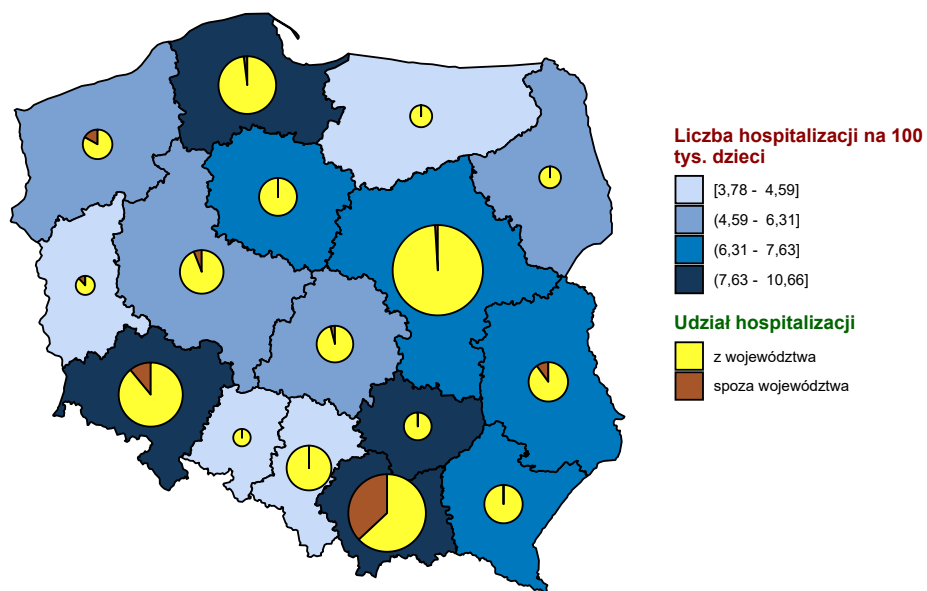 Liczba hospitalizacji na 100
tys. dzieci
[3,78 - 4,59]
(4,59 - 6,31]
(6,31 - 7,63]
(7,63 - 10,66]
Udział hospitalizacji
z województwa
spoza województwa